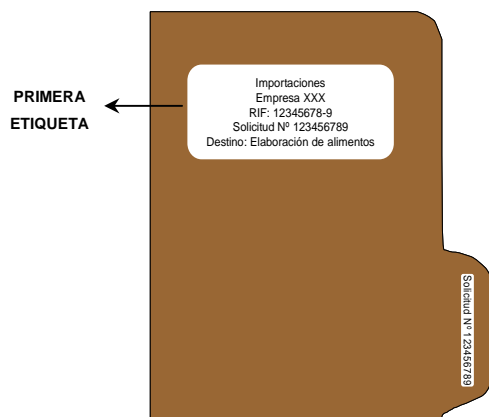 PRIMERA
ETIQUETA
Importaciones
Empresa XXX
RIF: 12345678-9
Solicitud Nº 123456789
Destino: Elaboración de alimentos
Solicitud Nº 123456789